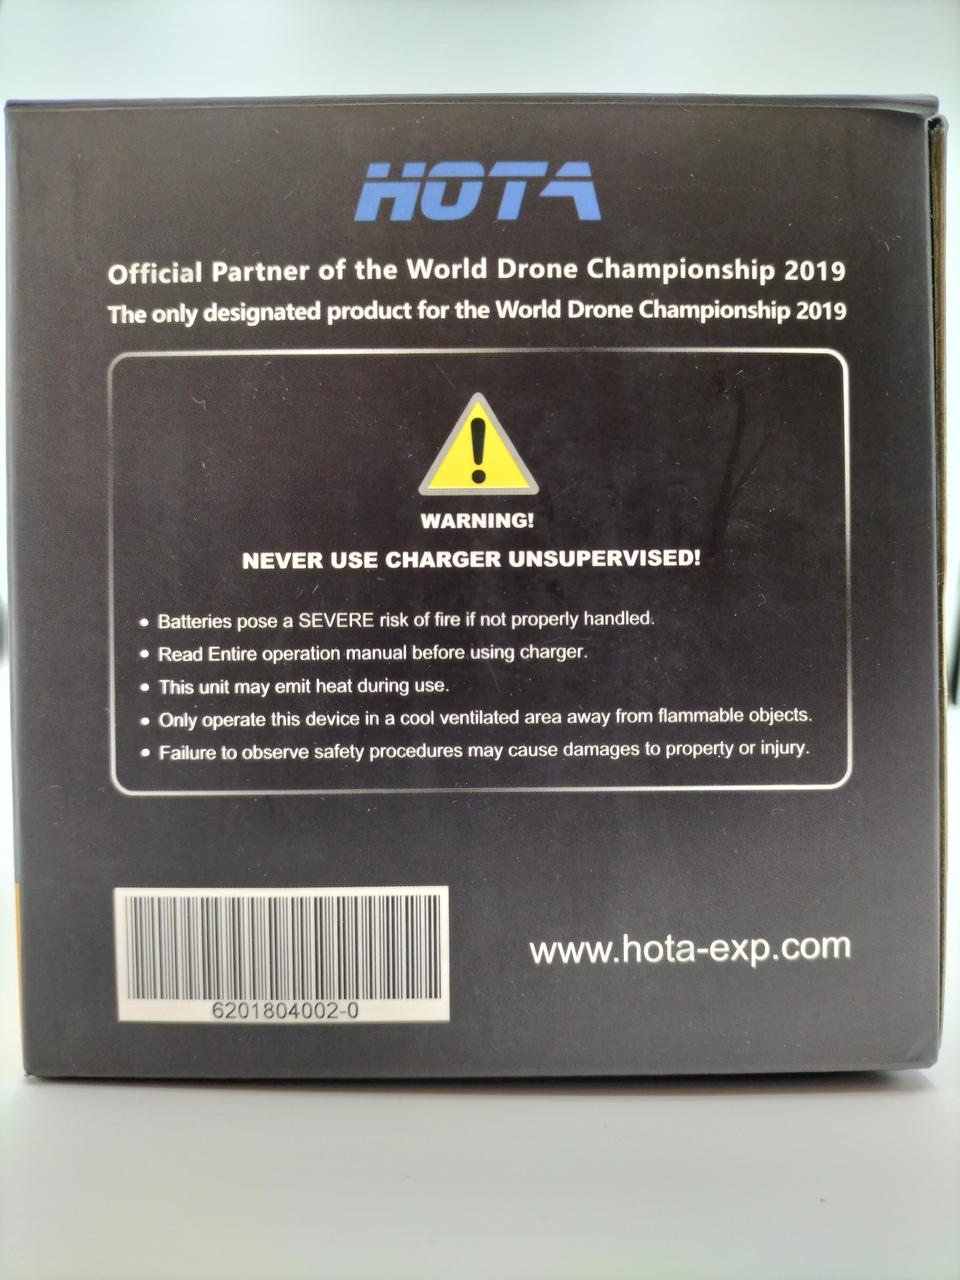 HOTA
Official Partner of the World Drone Championship 2019
The only designated product for the World Drone Championship 2019
!
WARNING!
NEVER USE CHARGER UNSUPERVISED!
• Batteries pose a SEVERE risk of fire if not properly handled.
• Read Entire operation manual before using charger.
• This unit may emit heat during use.
• Only operate this device in a cool ventilated area away from flammable objects.
• Failure to observe safety procedures may cause damages to property or injury.
6201804002-0
www.hota-exp.com